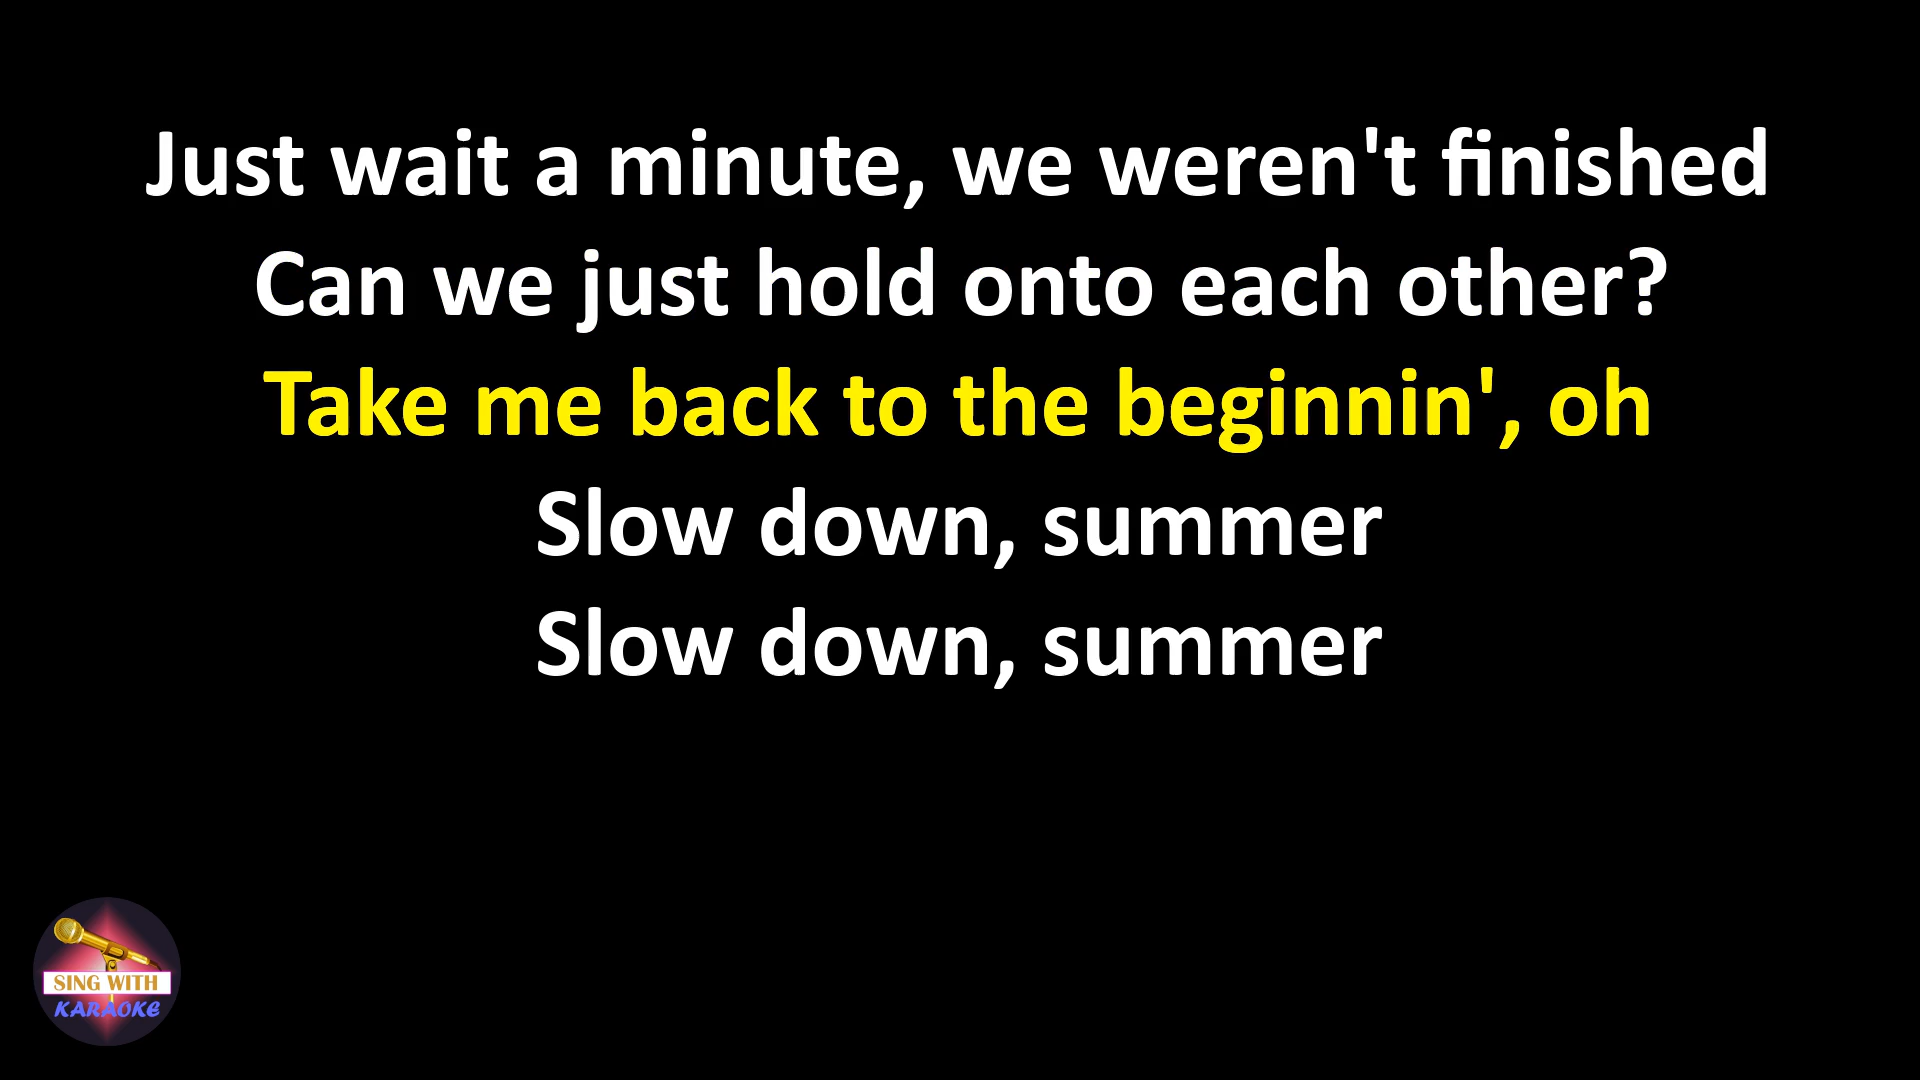 Just wait a minute, we weren't finished
Can we just hold onto each other?
Take me back to the beginnin', oh
Slow down, summer
Slow down, summer
SING WITH
KARAOKE